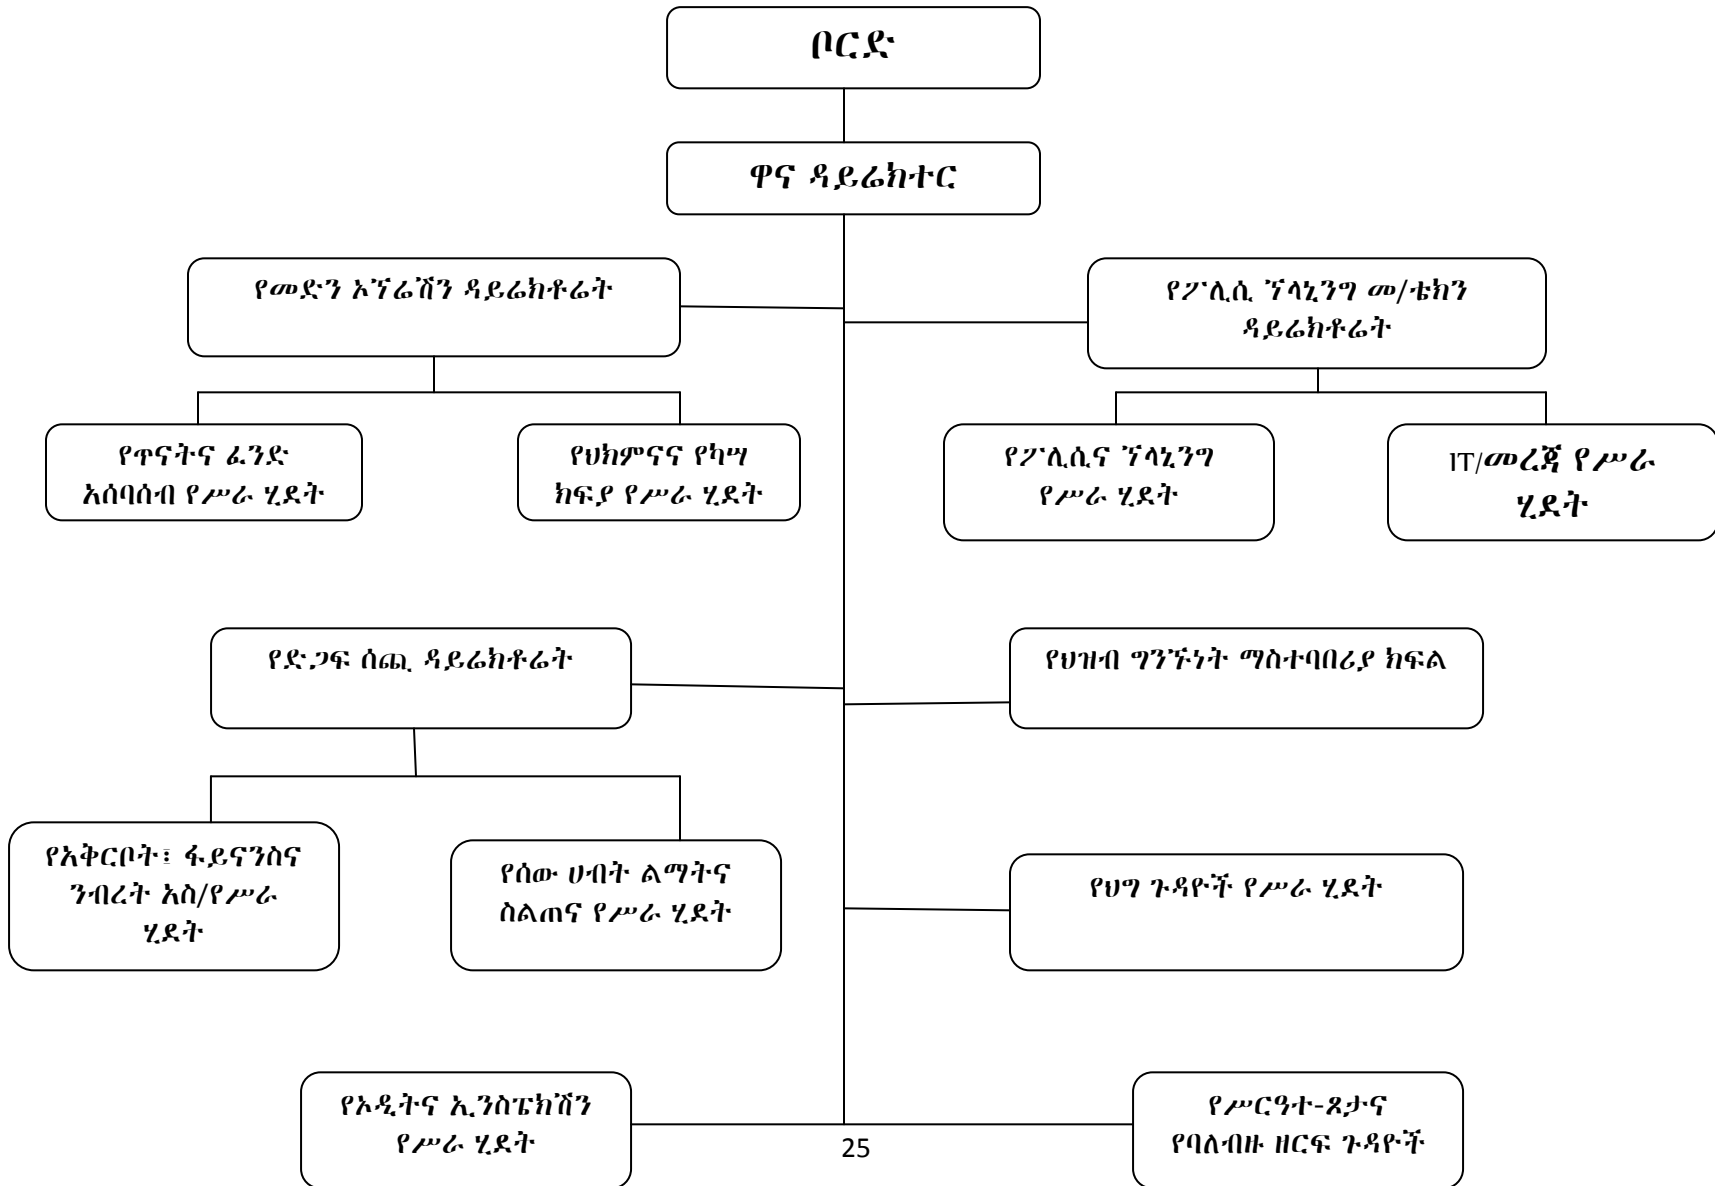 ቦርድ
ዋና ዳይሬክተር
የመድን ኦፕሬሽን ዳይሬክቶሬት
የፖሊሲ ፕላኒንግ መ/ቴክን
ዳይሬክቶሬት
የጥናትና ፈንድ
አሰባሰብ የሥራ ሂደት
የህክምናና የካሣ
ክፍያ የሥራ ሂደት
የፖሊሲና ፕላኒንግ
የሥራ ሂደት
IT/መረጃ የሥራ
ሂደት
የድጋፍ ሰጪ ዳይሬክቶሬት
የህዝብ ግንኙነት ማስተባበሪያ ክፍል
የአቅርቦት፤ ፋይናንስና
ንብረት አስ/የሥራ
ሂደት
የሰው ሀብት ልማትና
ስልጠና የሥራ ሂደት
የህግ ጉዳዮች የሥራ ሂደት
የኦዲትና ኢንስፔክሽን
የሥራ ሂደት
የሥርዓተ-ጾታና
የባለብዙ ዘርፍ ጉዳዮች
25